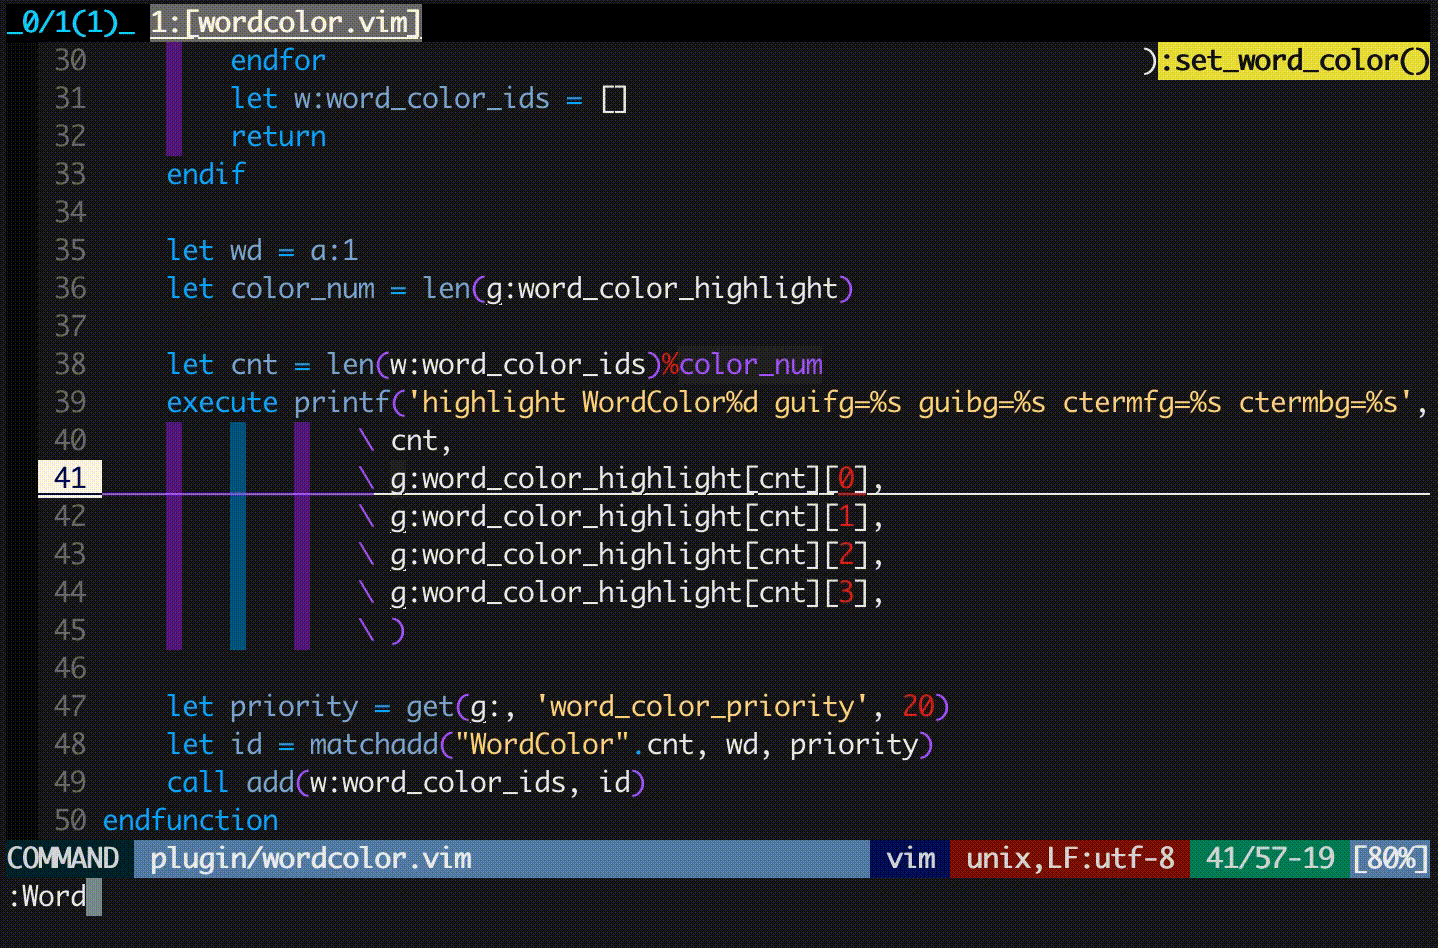 _0/1(1)_ 1:[wordcolor.vim]
30         endfor ):set_word_color()
31         let w:word_color_ids = []
32         return
33     endif
34
35     let wd = a:1
36     let color_num = len(g:word_color_highlight)
37
38     let cnt = len(w:word_color_ids)%color_num
39     execute printf('highlight WordColor%d guifg=%s guibg=%s ctermfg=%s ctermbg=%s',
40                 \ cnt,
41                 \ g:word_color_highlight[cnt][0],
42                 \ g:word_color_highlight[cnt][1],
43                 \ g:word_color_highlight[cnt][2],
44                 \ g:word_color_highlight[cnt][3],
45                 \ )
46
47     let priority = get(g:, 'word_color_priority', 20)
48     let id = matchadd("WordColor".cnt, wd, priority)
49     call add(w:word_color_ids, id)
50 endfunction
COMMAND plugin/wordcolor.vim vim unix,LF:utf-8 41/57-19 [80%]
:Word